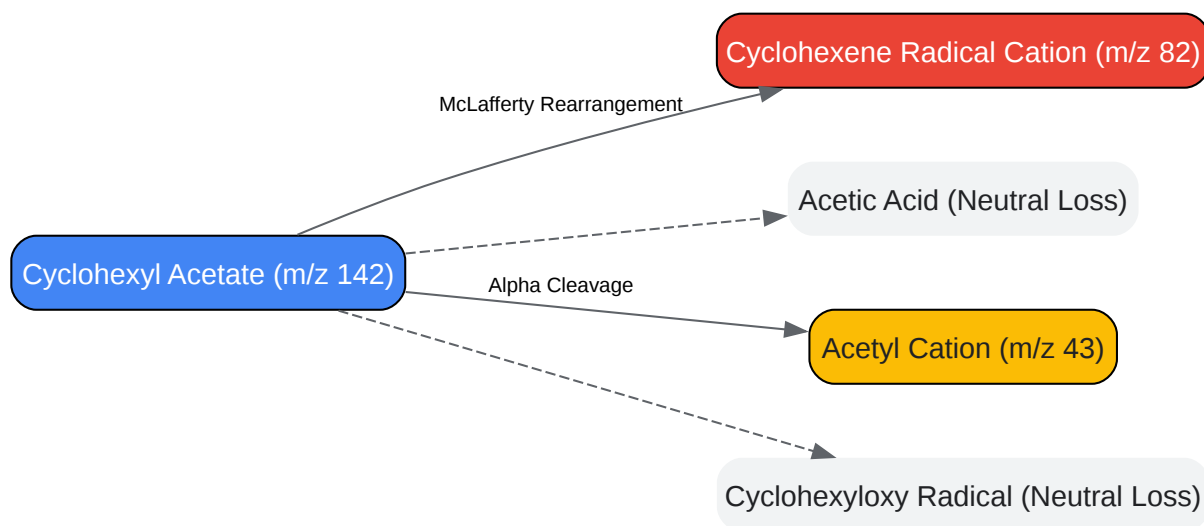 Cyclohexene Radical Cation (m/z 82)
McLafferty Rearrangement
Acetic Acid (Neutral Loss)
Cyclohexyl Acetate (m/z 142)
Alpha Cleavage
Acetyl Cation (m/z 43)
Cyclohexyloxy Radical (Neutral Loss)